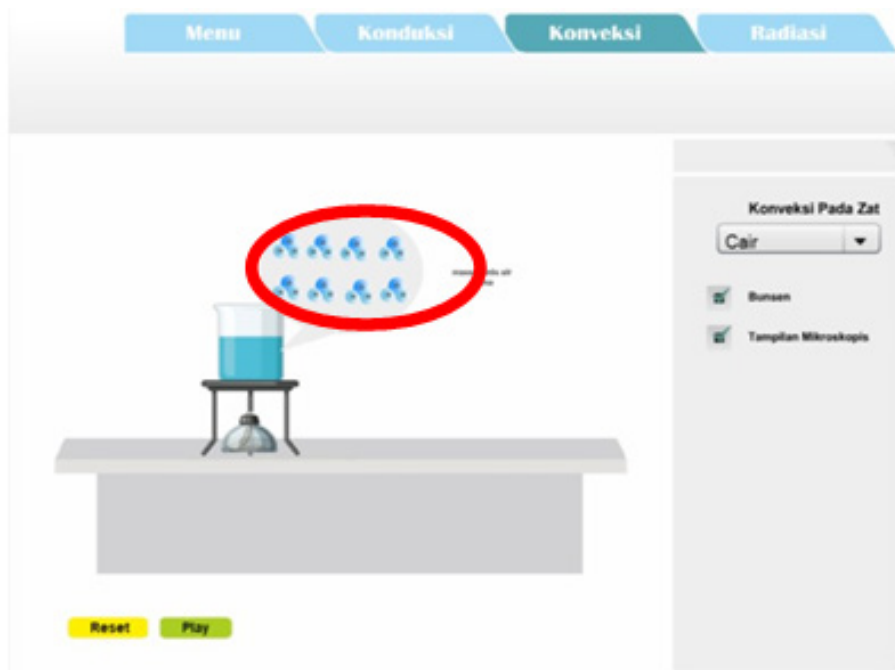 Menu
Konduksi
Konveksi
Radiasi
Konveksi Pada Zat
Cair
Bunsen
Tampilan Mikroskopis
Reset
Play